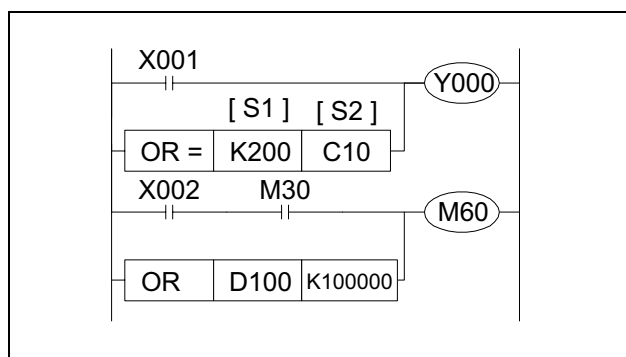 X001
Y000
[ S1 ] [ S2 ]
OR = K200 C10
X002 M30
M60
OR D100 K100000